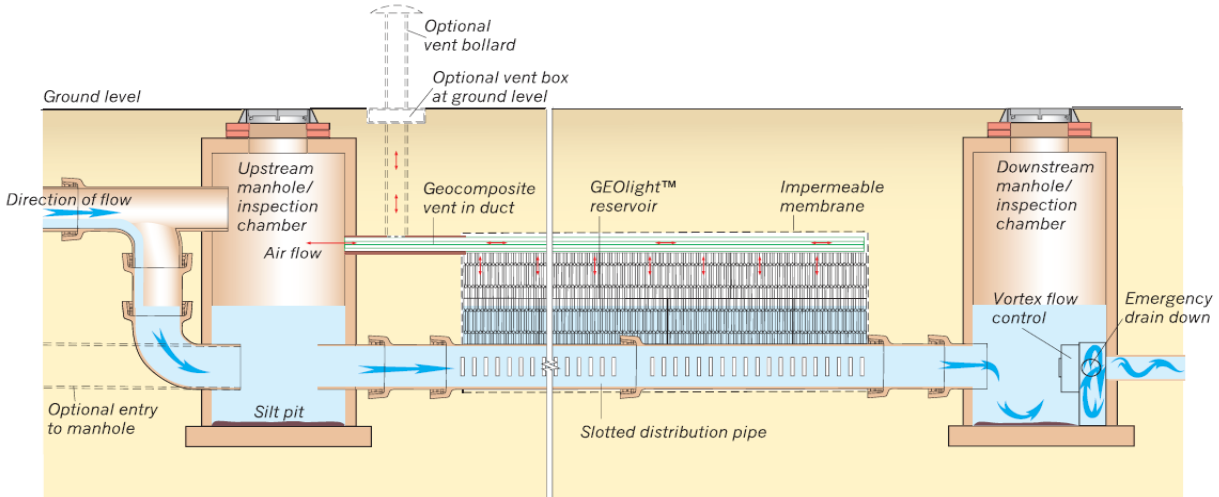 Optional
vent bollard
Optional vent box
at ground level
Ground level
Upstream
manhole/
inspection
chamber
Direction of flow
Geocomposite
vent in duct
GEOlight™
reservoir
Impermeable
membrane
Downstream
manhole/
inspection
chamber
Air flow
Vortex flow
control
Emergency
drain down
Optional entry
to manhole
Silt pit
Slotted distribution pipe